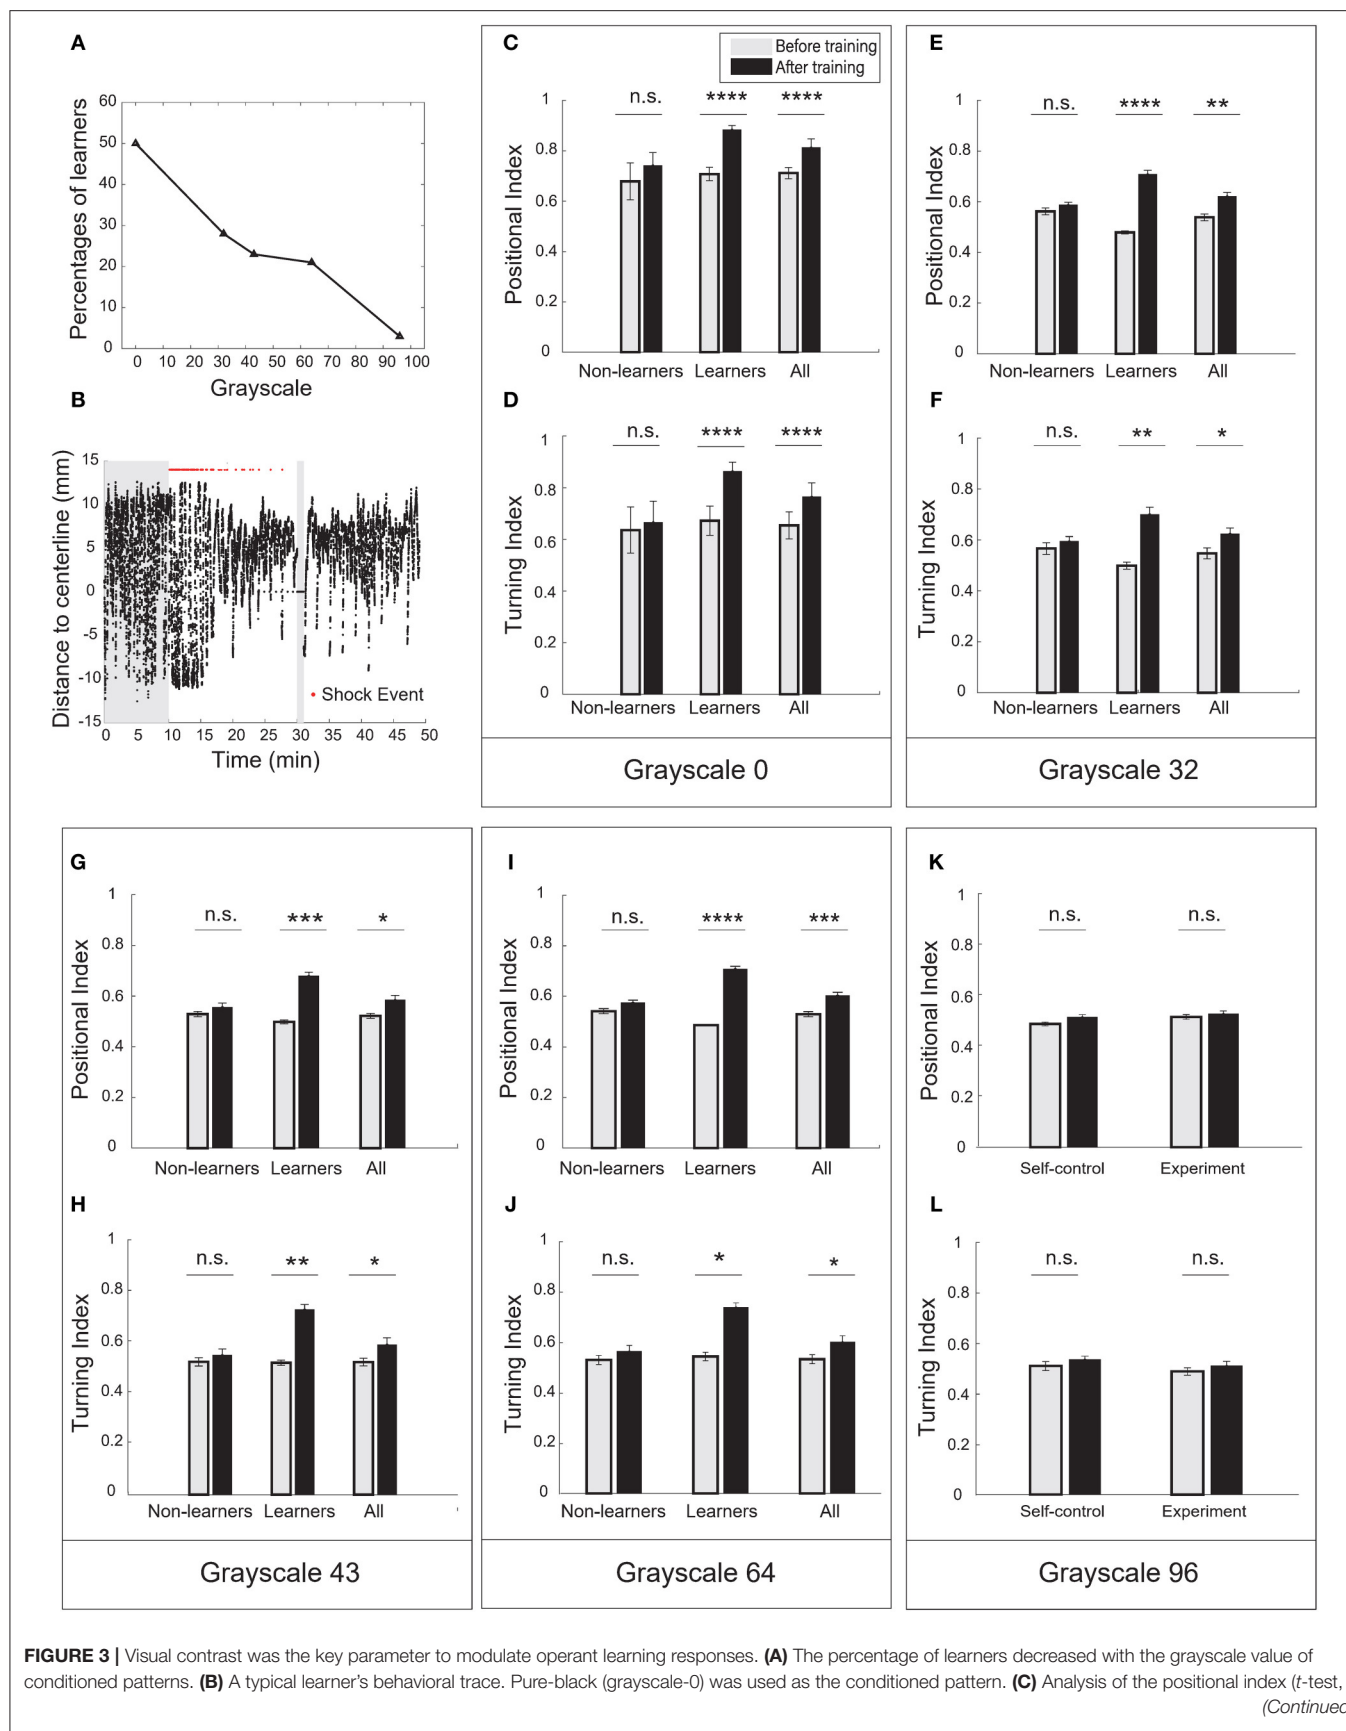 A
60
50
40
30
20
10
0
0 10 20 30 40 50 60 70 80 90 100
Percentages of learners
Grayscale
B
15
10
5
0
-5
-10
-15
0 5 10 15 20 25 30 35 40 45 50
Distance to centerline (mm)
Shock Event
Time (min)
C
Before training
After training
n.s. **** ****
1
0.8
0.6
0.4
0.2
0
Positional Index
Non-learners Learners All
D
n.s. **** ****
1
0.8
0.6
0.4
0.2
0
Turning Index
Non-learners Learners All
Grayscale 0
E
n.s. **** **
1
0.8
0.6
0.4
0.2
0
Positional Index
Non-learners Learners All
F
n.s. ** *
1
0.8
0.6
0.4
0.2
0
Turning Index
Non-learners Learners All
Grayscale 32
G
n.s. *** *
1
0.8
0.6
0.4
0.2
0
Positional Index
Non-learners Learners All
H
n.s. ** *
1
0.8
0.6
0.4
0.2
0
Turning Index
Non-learners Learners All
Grayscale 43
I
n.s. **** ***
1
0.8
0.6
0.4
0.2
0
Positional Index
Non-learners Learners All
J
n.s. * *
1
0.8
0.6
0.4
0.2
0
Turning Index
Non-learners Learners All
Grayscale 64
K
n.s. n.s.
1
0.8
0.6
0.4
0.2
0
Positional Index
Self-control Experiment
L
n.s. n.s.
1
0.8
0.6
0.4
0.2
0
Turning Index
Self-control Experiment
Grayscale 96
FIGURE 3 | Visual contrast was the key parameter to modulate operant learning responses. (A) The percentage of learners decreased with the grayscale value of
conditioned patterns. (B) A typical learner's behavioral trace. Pure-black (grayscale-0) was used as the conditioned pattern. (C) Analysis of the positional index (t-test,
(Continued